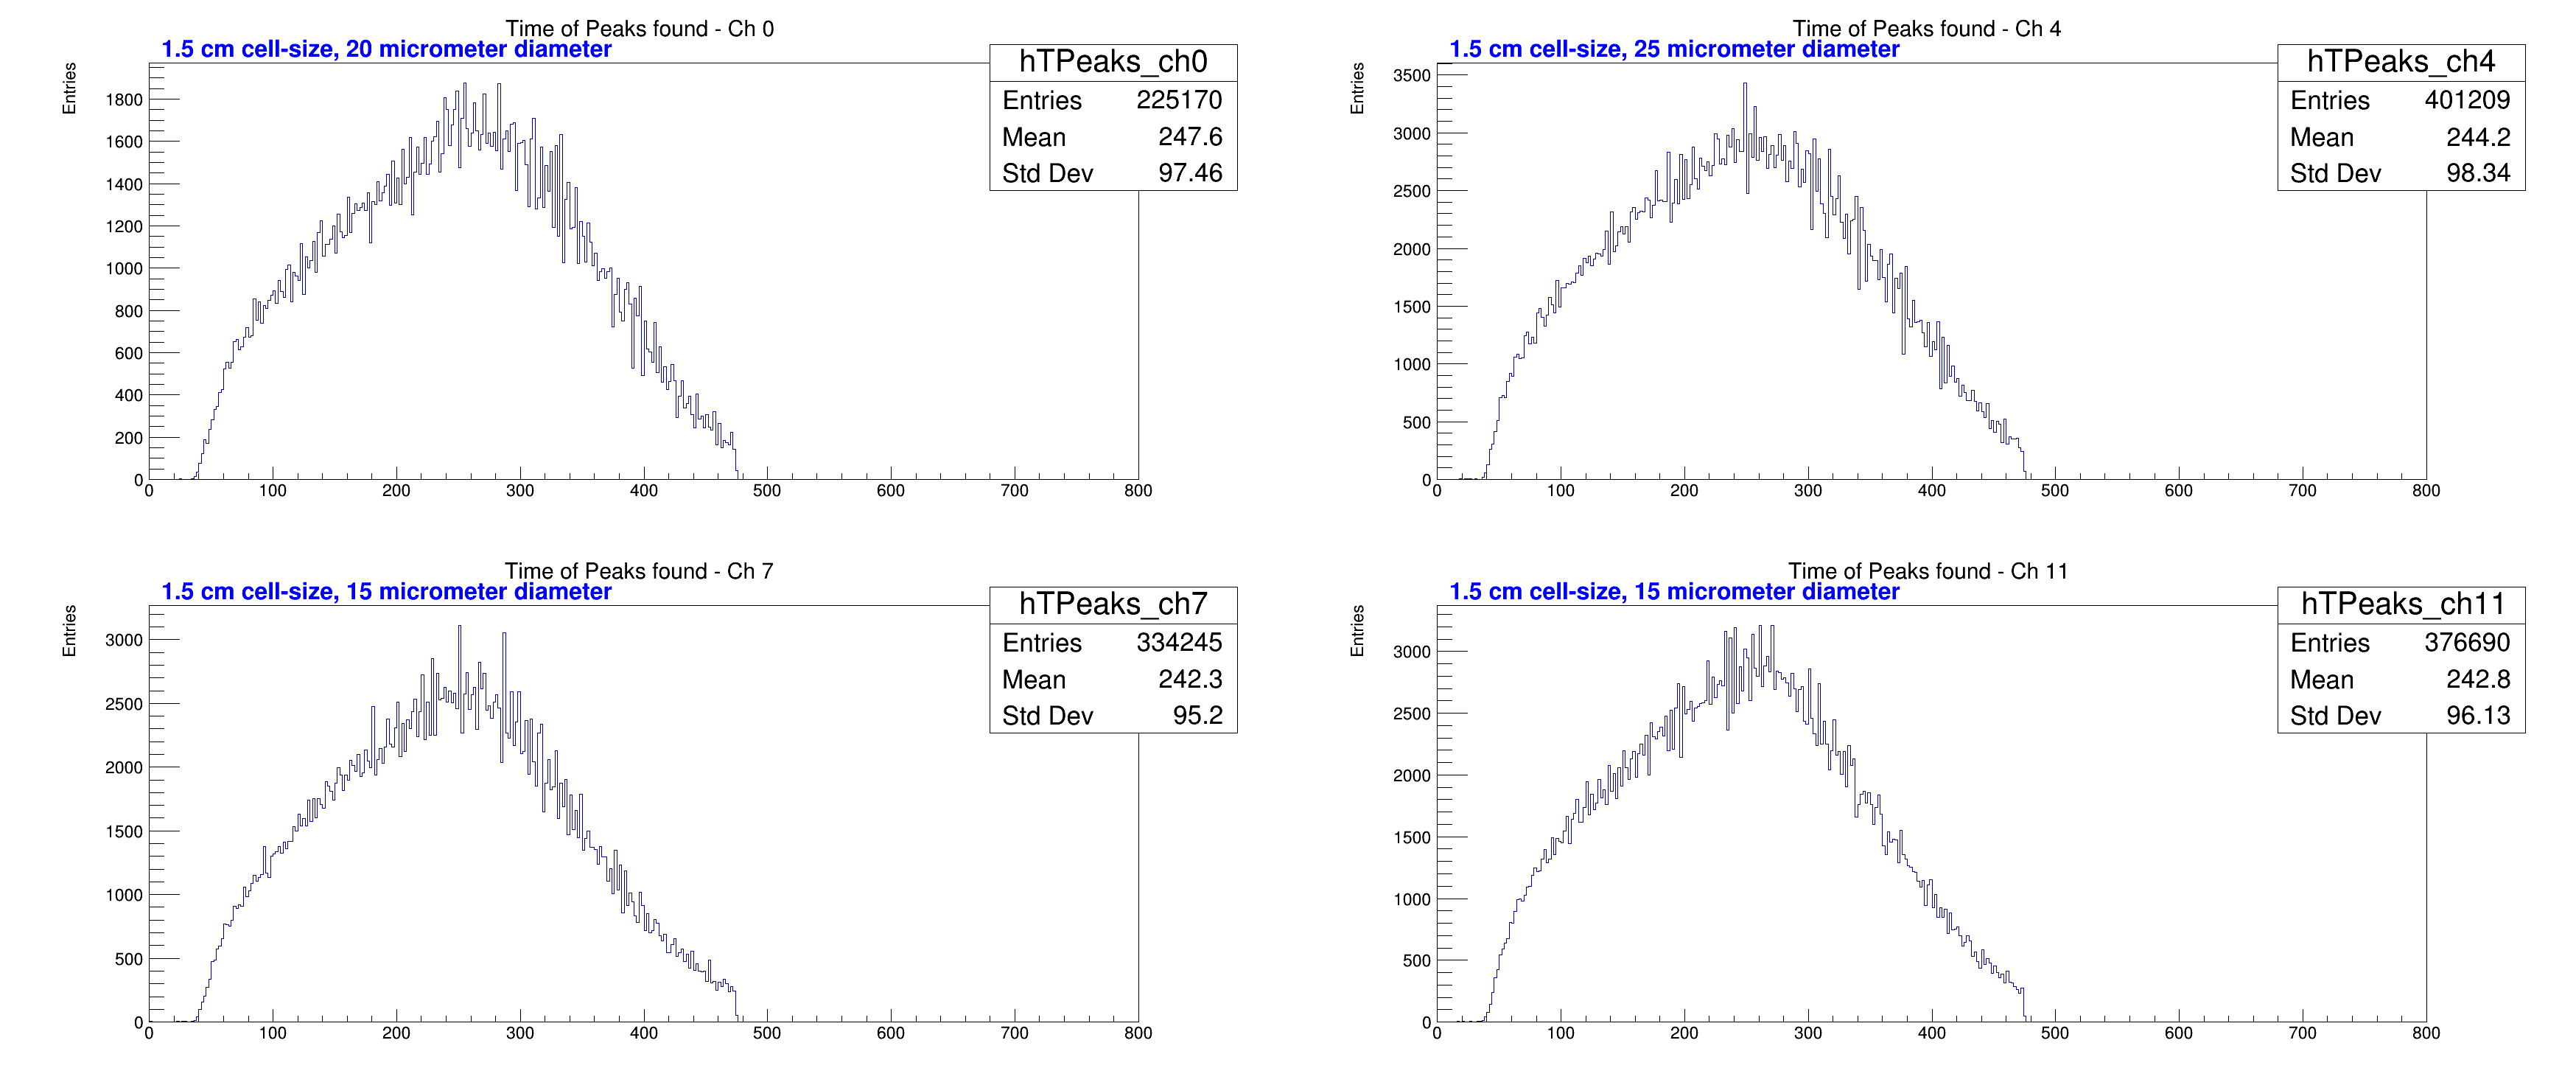 Time of Peaks found - Ch 0
1.5 cm cell-size, 20 micrometer diameter
Entries
hTPeaks_ch0
Entries 225170
Mean 247.6
Std Dev 97.46
1800
1600
1400
1200
1000
800
600
400
200
0
0 100 200 300 400 500 600 700 800
Time of Peaks found - Ch 4
1.5 cm cell-size, 25 micrometer diameter
Entries
hTPeaks_ch4
Entries 401209
Mean 244.2
Std Dev 98.34
3500
3000
2500
2000
1500
1000
500
0
0 100 200 300 400 500 600 700 800
Time of Peaks found - Ch 7
1.5 cm cell-size, 15 micrometer diameter
Entries
hTPeaks_ch7
Entries 334245
Mean 242.3
Std Dev 95.2
3000
2500
2000
1500
1000
500
0
0 100 200 300 400 500 600 700 800
Time of Peaks found - Ch 11
1.5 cm cell-size, 15 micrometer diameter
Entries
hTPeaks_ch11
Entries 376690
Mean 242.8
Std Dev 96.13
3000
2500
2000
1500
1000
500
0
0 100 200 300 400 500 600 700 800